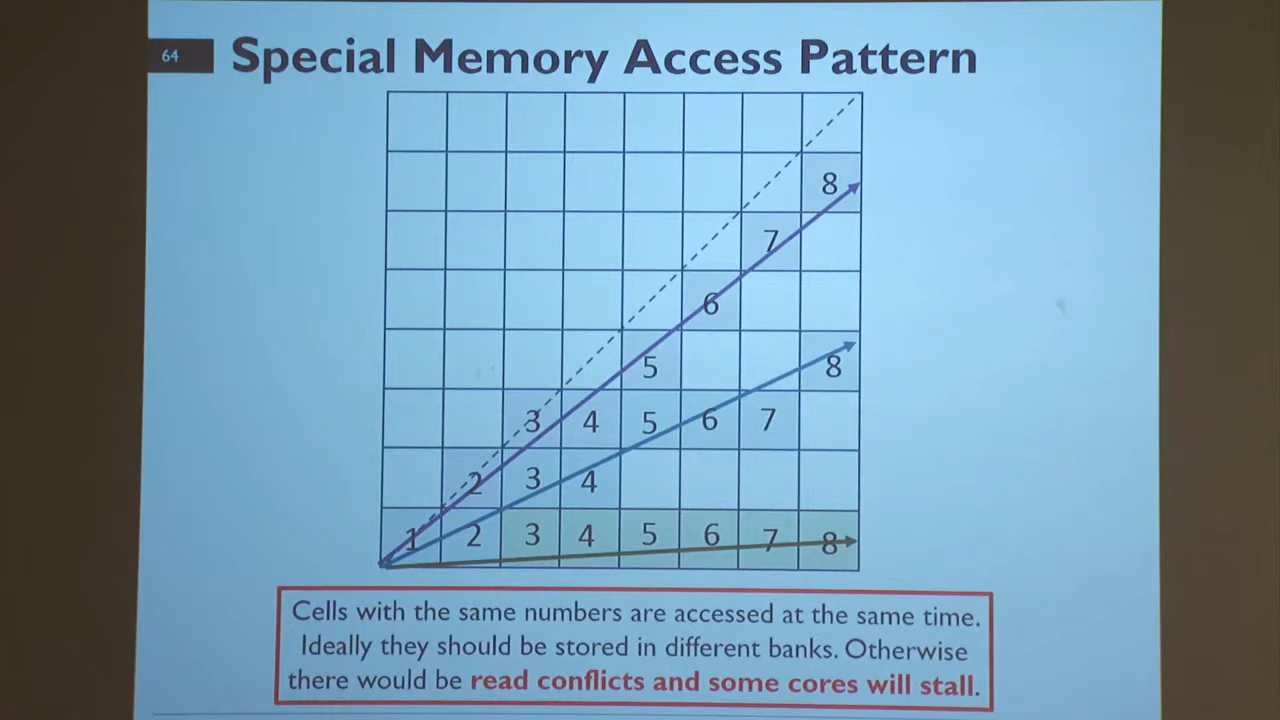 64
Special Memory Access Pattern
8
7
6
5 8
3 4 5 6 7
2 3 4
1 2 3 4 5 6 7 8
Cells with the same numbers are accessed at the same time.
Ideally they should be stored in different banks. Otherwise
there would be read conflicts and some cores will stall.